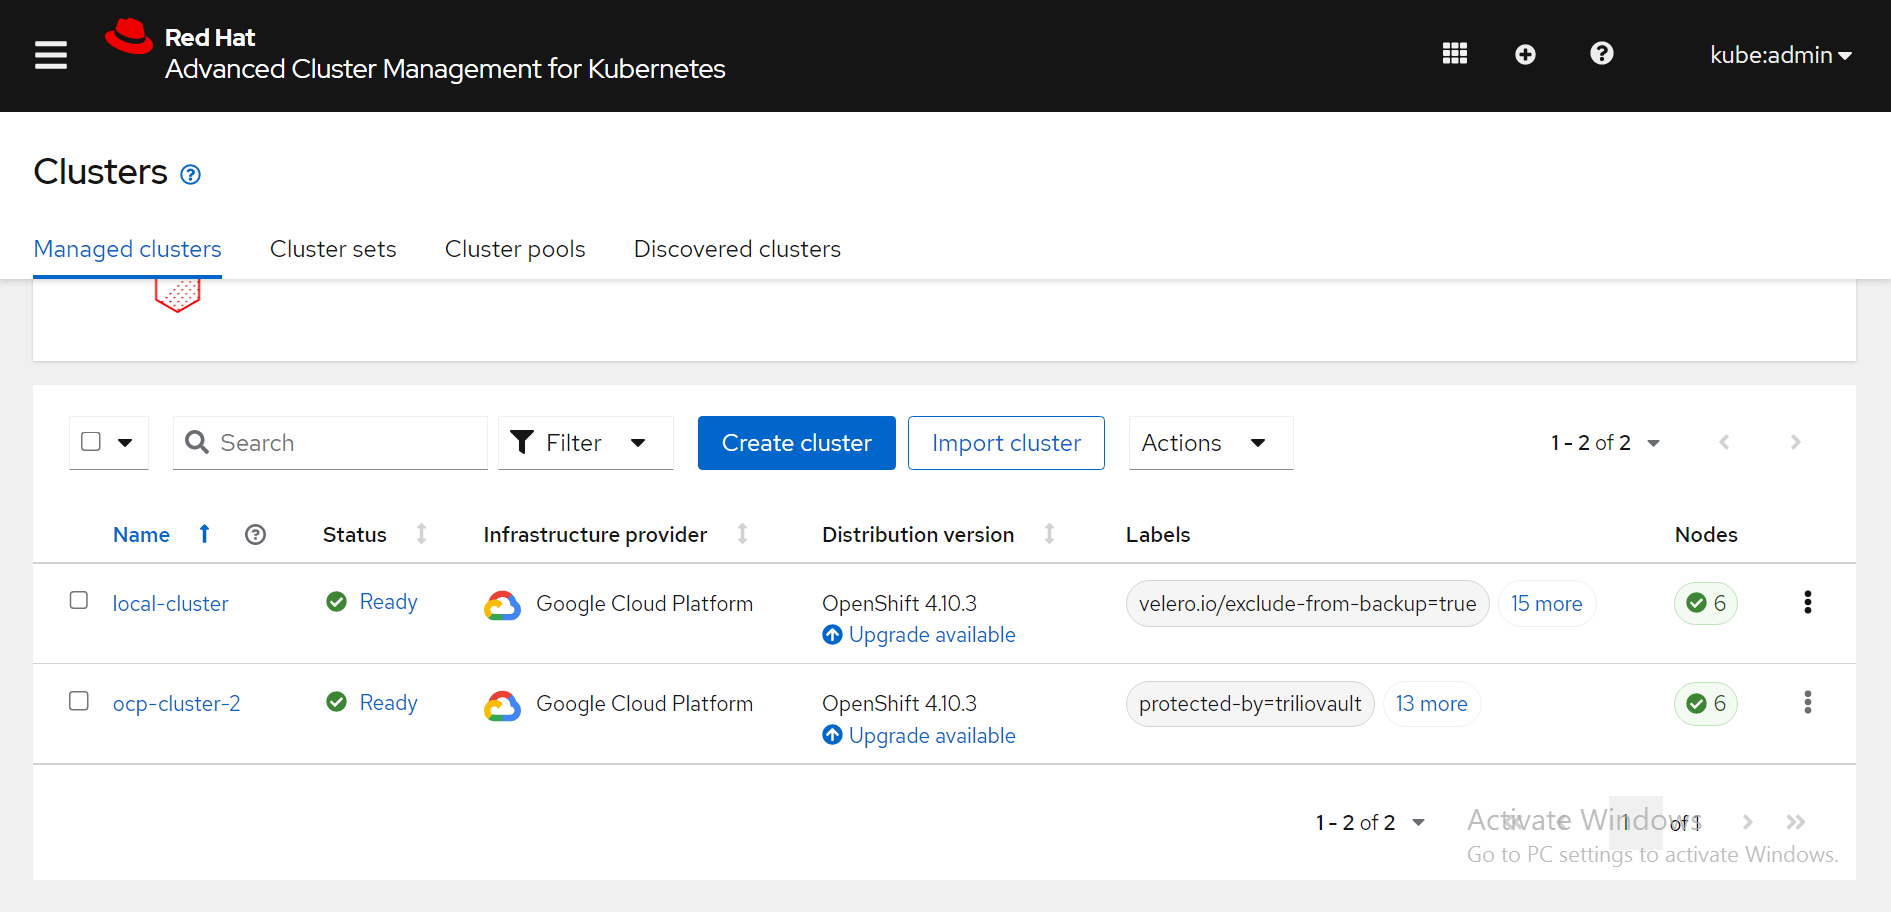 Red Hat
Advanced Cluster Management for Kubernetes
kube:admin
Clusters
Managed clusters Cluster sets Cluster pools Discovered clusters
Search Filter Create cluster Import cluster Actions 1 - 2 of 2
Name Status Infrastructure provider Distribution version Labels Nodes
local-cluster Ready Google Cloud Platform OpenShift 4.10.3 velero.io/exclude-from-backup=true 15 more 6
Upgrade available
ocp-cluster-2 Ready Google Cloud Platform OpenShift 4.10.3 protected-by=triliovault 13 more 6
Upgrade available
1 - 2 of 2 1 of 1
Activate Windows
Go to PC settings to activate Windows.